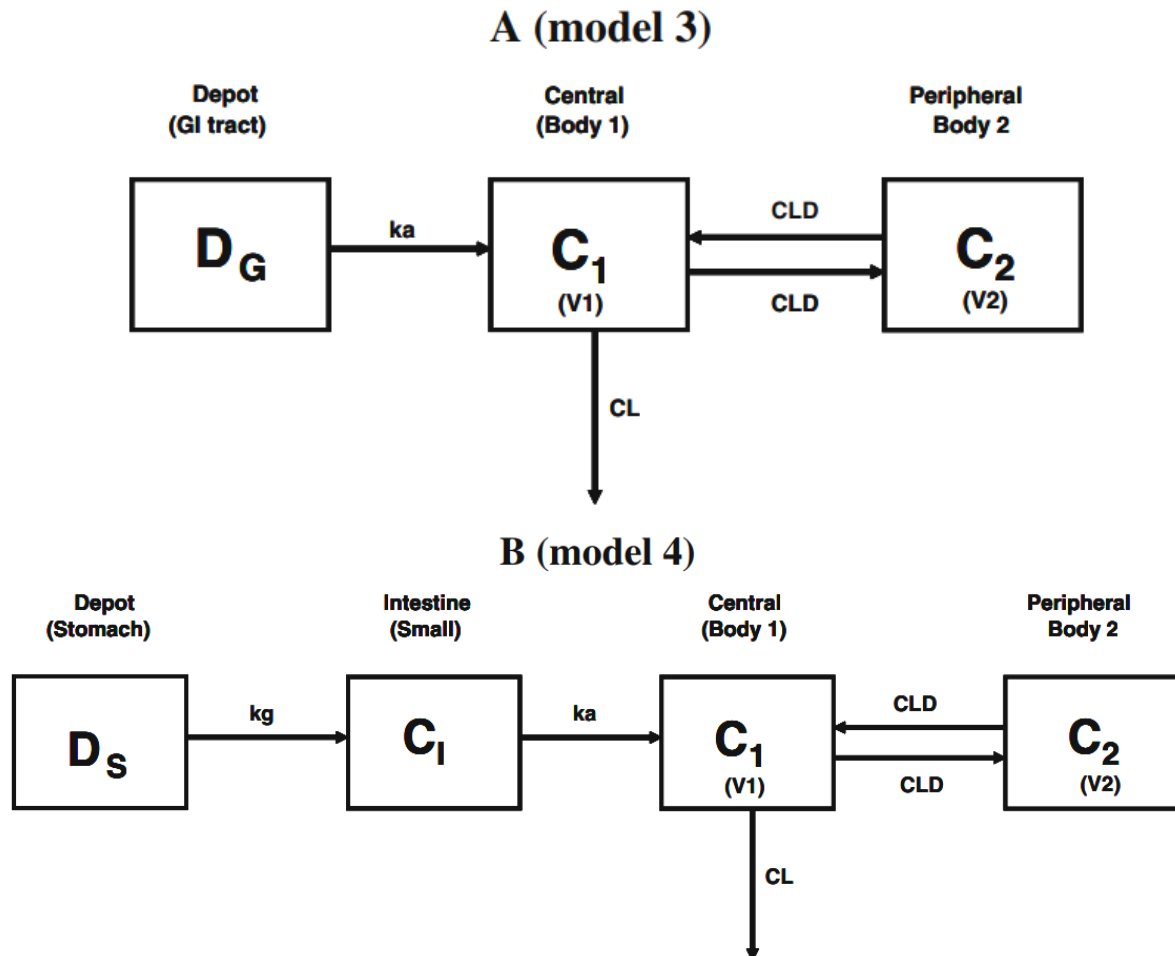 A (model 3)
Depot
(GI tract)
Central
(Body 1)
Peripheral
Body 2
DG
ka
C1
(V1)
CLD
CLD
C2
(V2)
CL
B (model 4)
Depot
(Stomach)
Intestine
(Small)
Central
(Body 1)
Peripheral
Body 2
DS
kg
CI
ka
C1
(V1)
CLD
CLD
C2
(V2)
CL